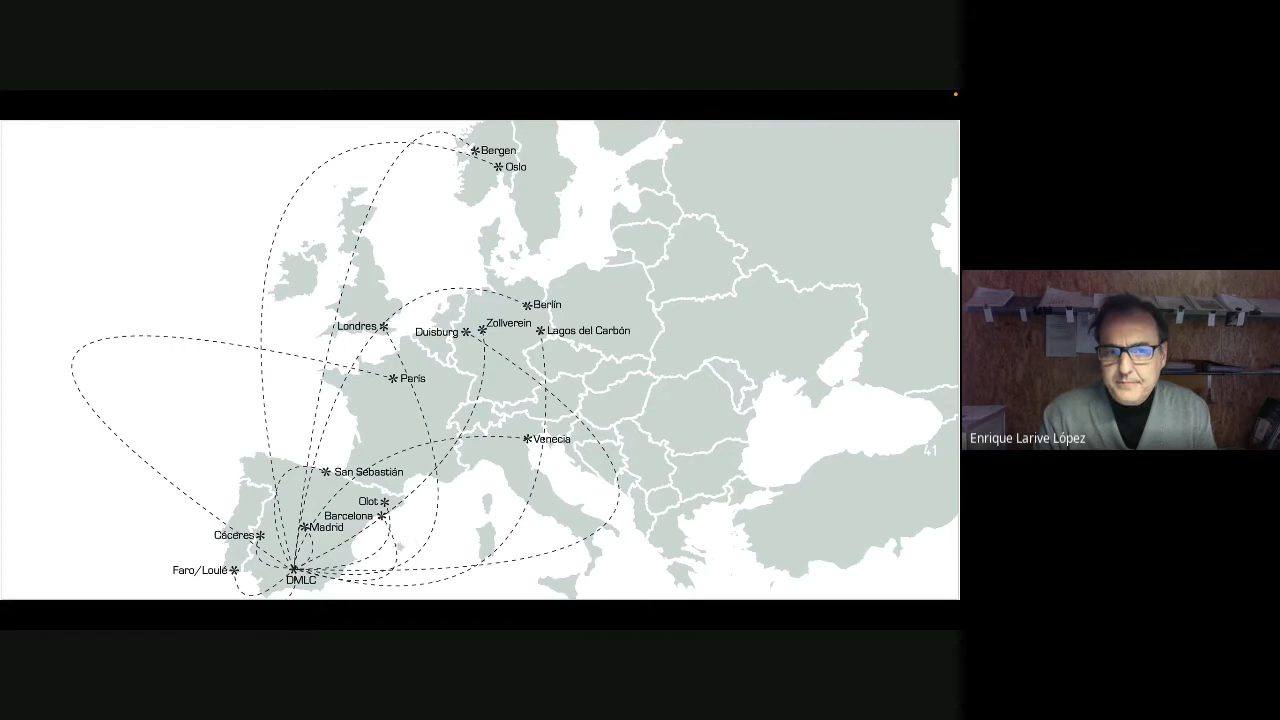 Bergen
Oslo
Berlín
Zollverein
Londres
Duisburg
Lagos del Carbón
París
Venecia
San Sebastián
Olot
Barcelona
Madrid
Cáceres
Faro/Loulé
DMLC
41
Enrique Larive López